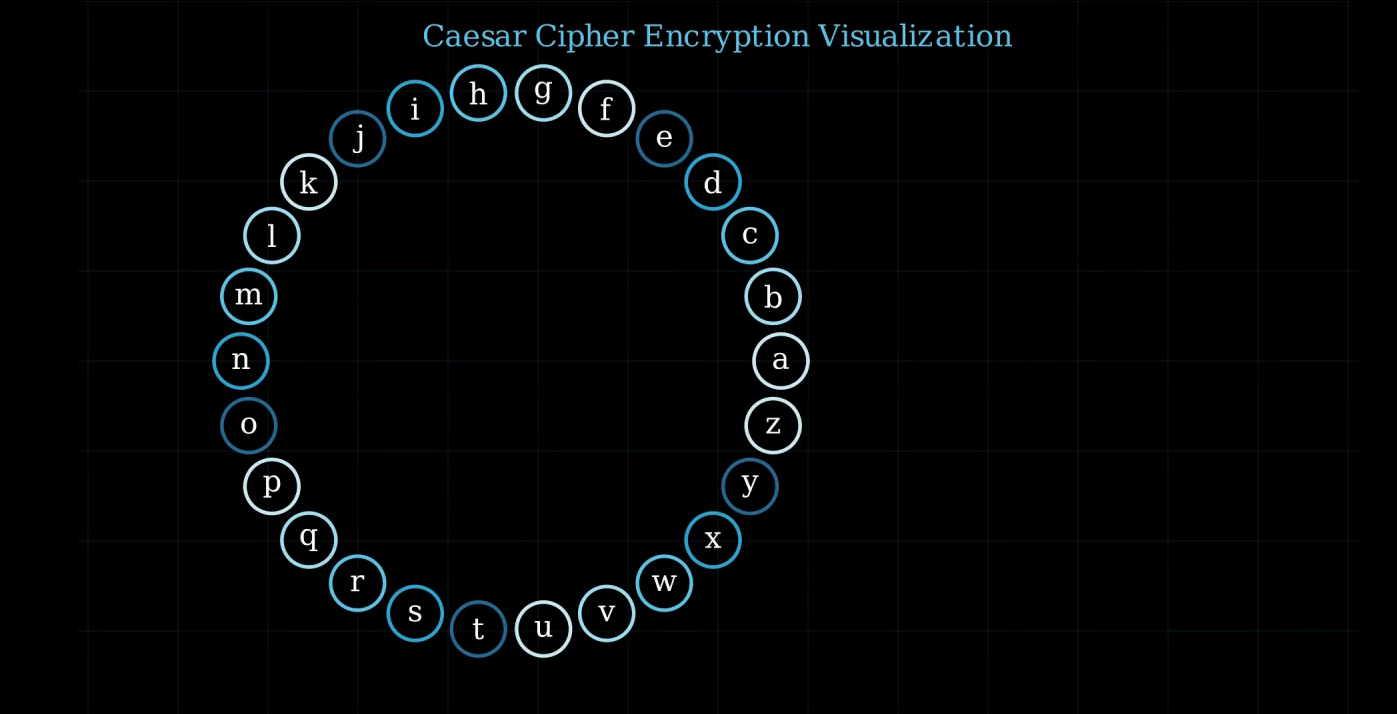 Caesar Cipher Encryption Visualization
h g
i f
j e
k d
l c
m b
n a
o z
p y
q x
r w
s v
t u